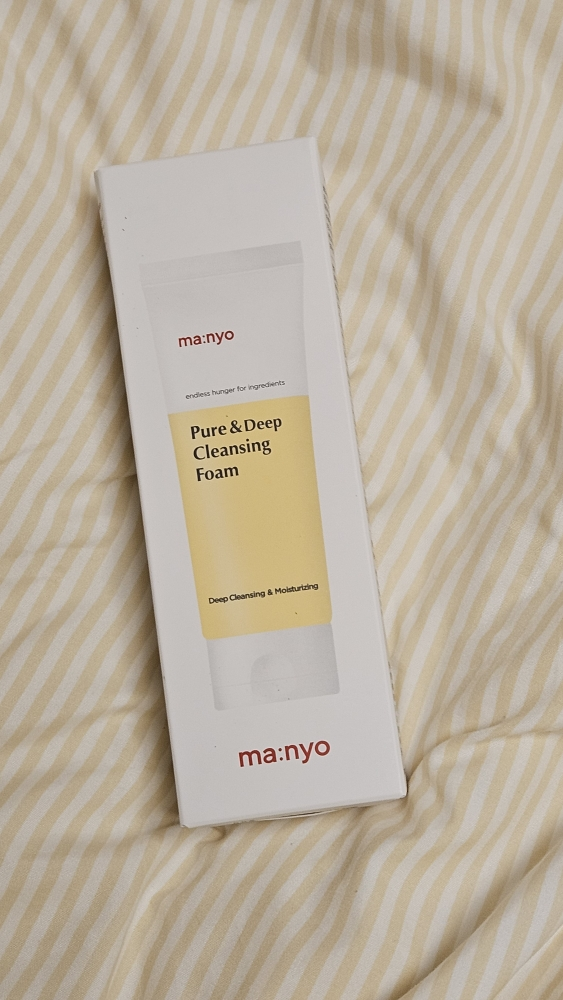 ma:nyo
endless hunger for ingredients
Pure & Deep
Cleansing
Foam
Deep Cleansing & Moisturizing
ma:nyo